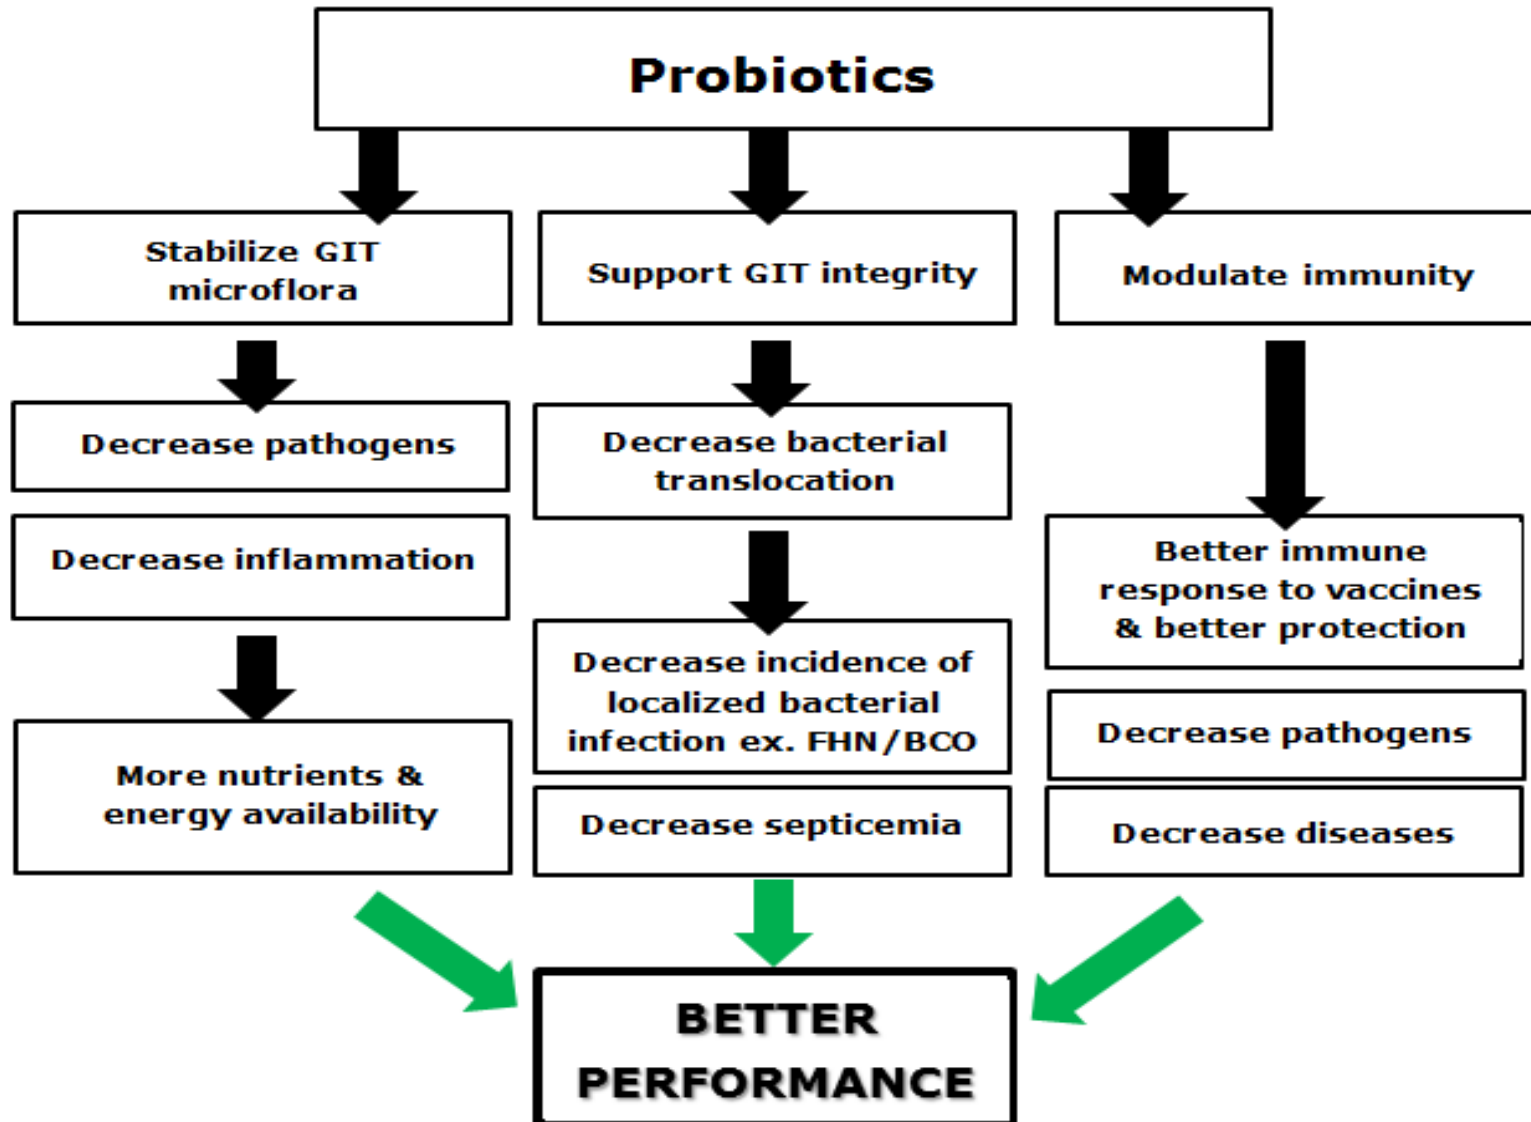 Probiotics
Stabilize GIT
microflora
Support GIT integrity
Modulate immunity
Decrease pathogens
Decrease inflammation
More nutrients &
energy availability
Decrease bacterial
translocation
Decrease incidence of
localized bacterial
infection ex. FHN/BCO
Decrease septicemia
Better immune
response to vaccines
& better protection
Decrease pathogens
Decrease diseases
BETTER
PERFORMANCE